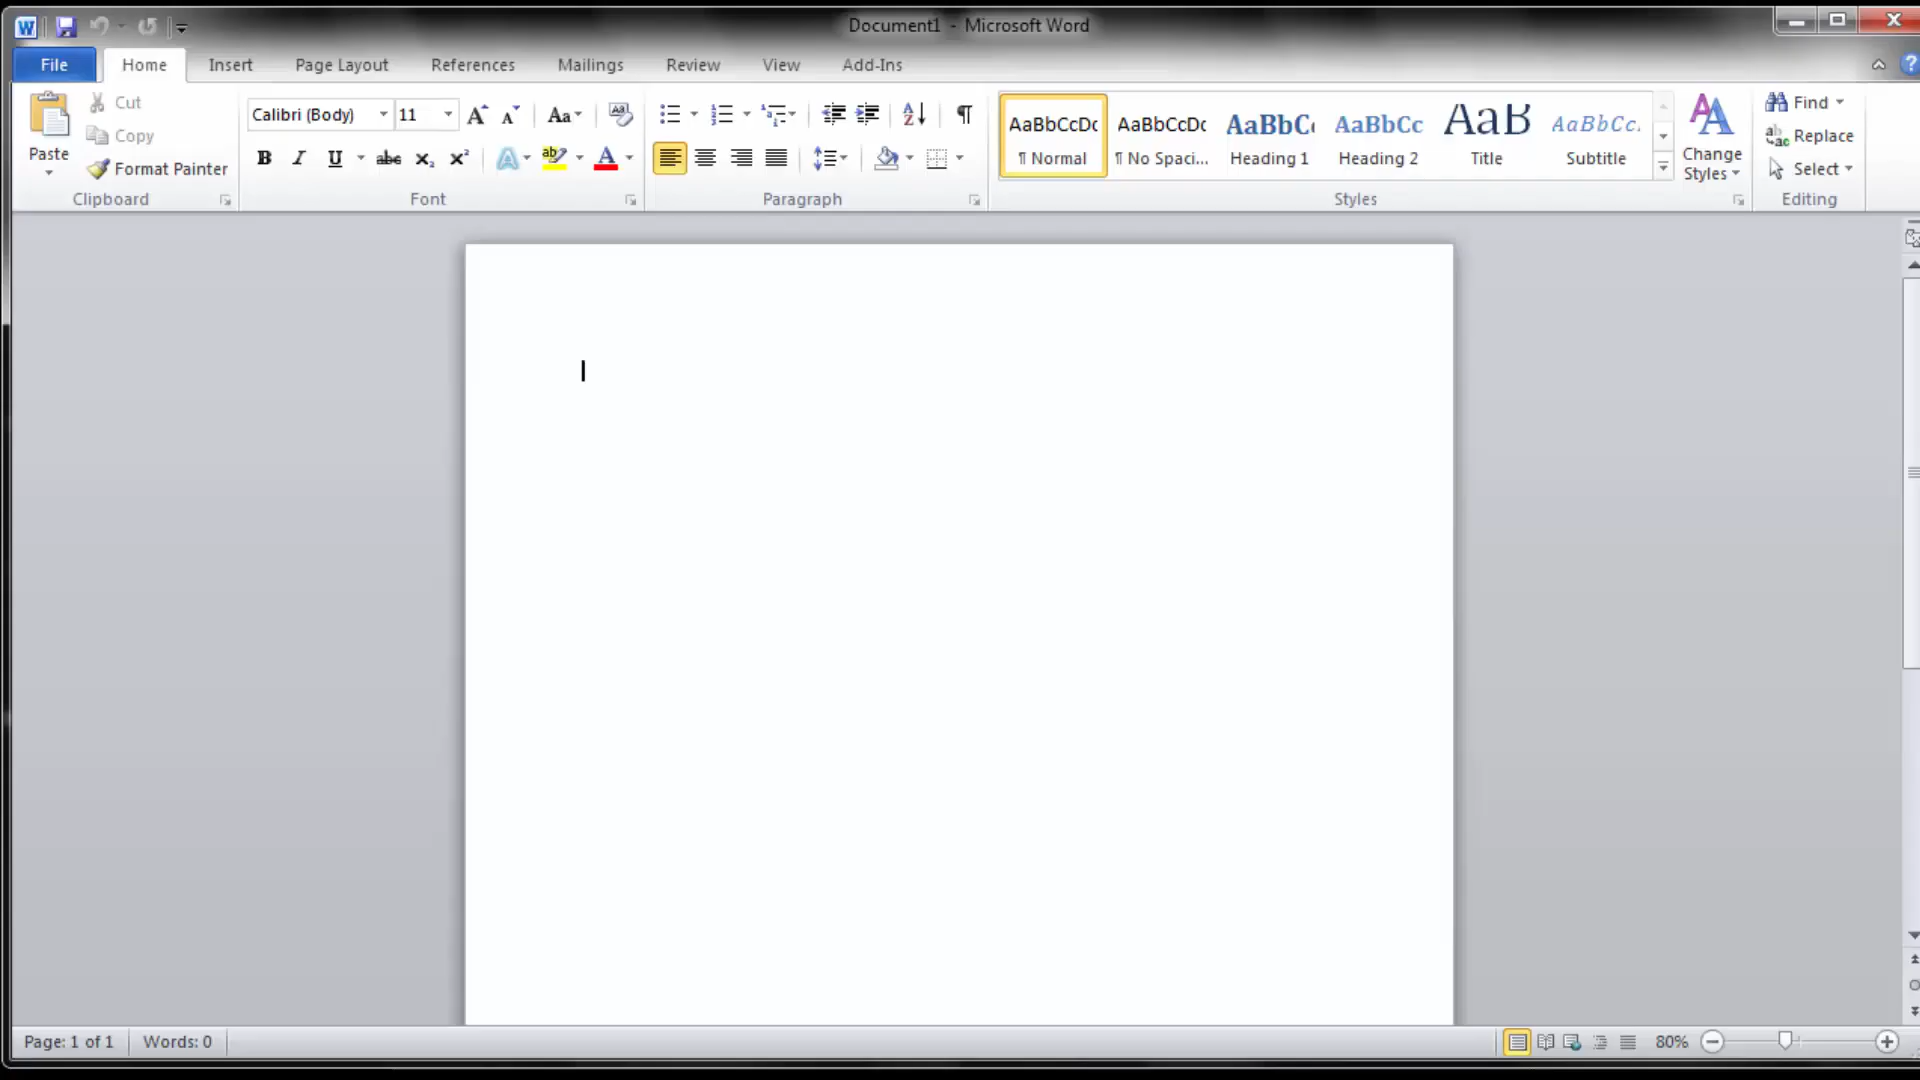 Document1 - Microsoft Word
File Home Insert Page Layout References Mailings Review View Add-Ins
Paste
Cut
Copy
Format Painter
Clipboard
Calibri (Body) 11
Font
Paragraph
AaBbCcDc AaBbCcDc AaBbC AaBbCc AaB AaBbCc.
¶ Normal ¶ No Spaci... Heading 1 Heading 2 Title Subtitle
Styles
Change
Styles
Find
Replace
Select
Editing
Page: 1 of 1 Words: 0 80%